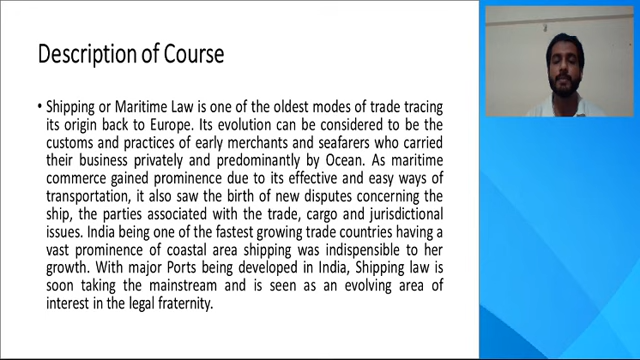 Description of Course
• Shipping or Maritime Law is one of the oldest modes of trade tracing
its origin back to Europe. Its evolution can be considered to be the
customs and practices of early merchants and seafarers who carried
their business privately and predominantly by Ocean. As maritime
commerce gained prominence due to its effective and easy ways of
transportation, it also saw the birth of new disputes concerning the
ship, the parties associated with the trade, cargo and jurisdictional
issues. India being one of the fastest growing trade countries having a
vast prominence of coastal area shipping was indispensible to her
growth. With major Ports being developed in India, Shipping law is
soon taking the mainstream and is seen as an evolving area of
interest in the legal fraternity.